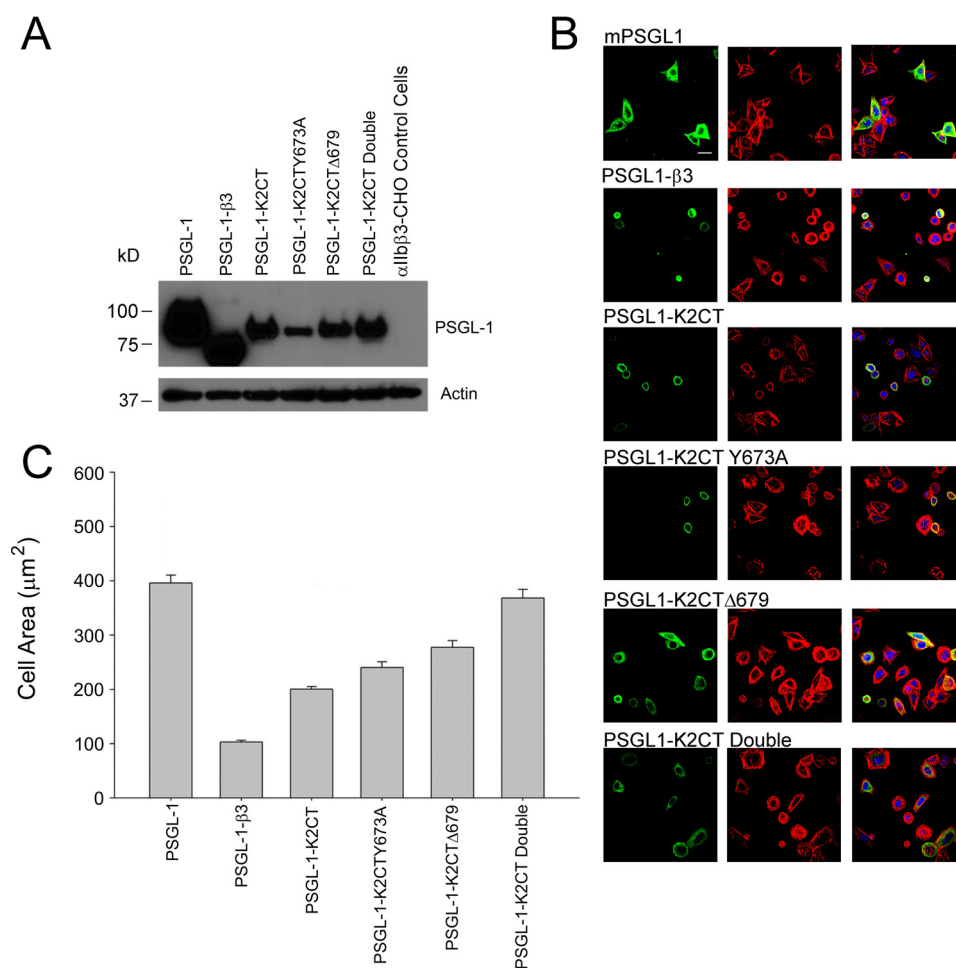 A
PSGL-1
PSGL-1-β3
PSGL-1-K2CT
PSGL-1-K2CTY673A
PSGL-1-K2CTΔ679
PSGL-1-K2CT Double
αIIbβ3-CHO Control Cells
kD
100
75
37
PSGL-1
Actin
B
mPSGL1
PSGL1-β3
PSGL1-K2CT
PSGL1-K2CT Y673A
PSGL1-K2CTΔ679
PSGL1-K2CT Double
C
Cell Area (μm²)
600
500
400
300
200
100
0
PSGL-1
PSGL-1-β3
PSGL-1-K2CT
PSGL-1-K2CTY673A
PSGL-1-K2CTΔ679
PSGL-1-K2CT Double